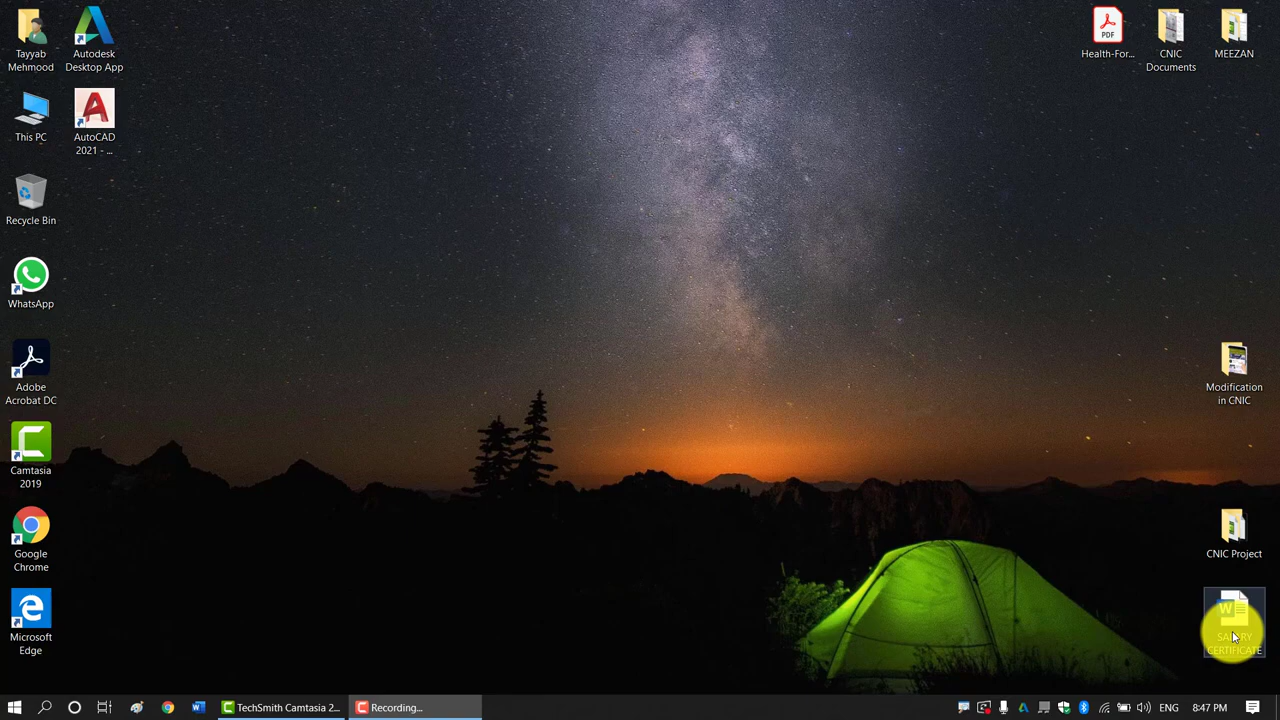 Tayyab
Mehmood
Autodesk
Desktop App
PDF
Health-For...
CNIC
Documents
MEEZAN
This PC
AutoCAD
2021 - ...
Recycle Bin
WhatsApp
Modification
in CNIC
Adobe
Acrobat DC
Camtasia
2019
Google
Chrome
CNIC Project
Microsoft
Edge
SALARY
CERTIFICATE
TechSmith Camtasia 2...
Recording...
ENG
8:47 PM